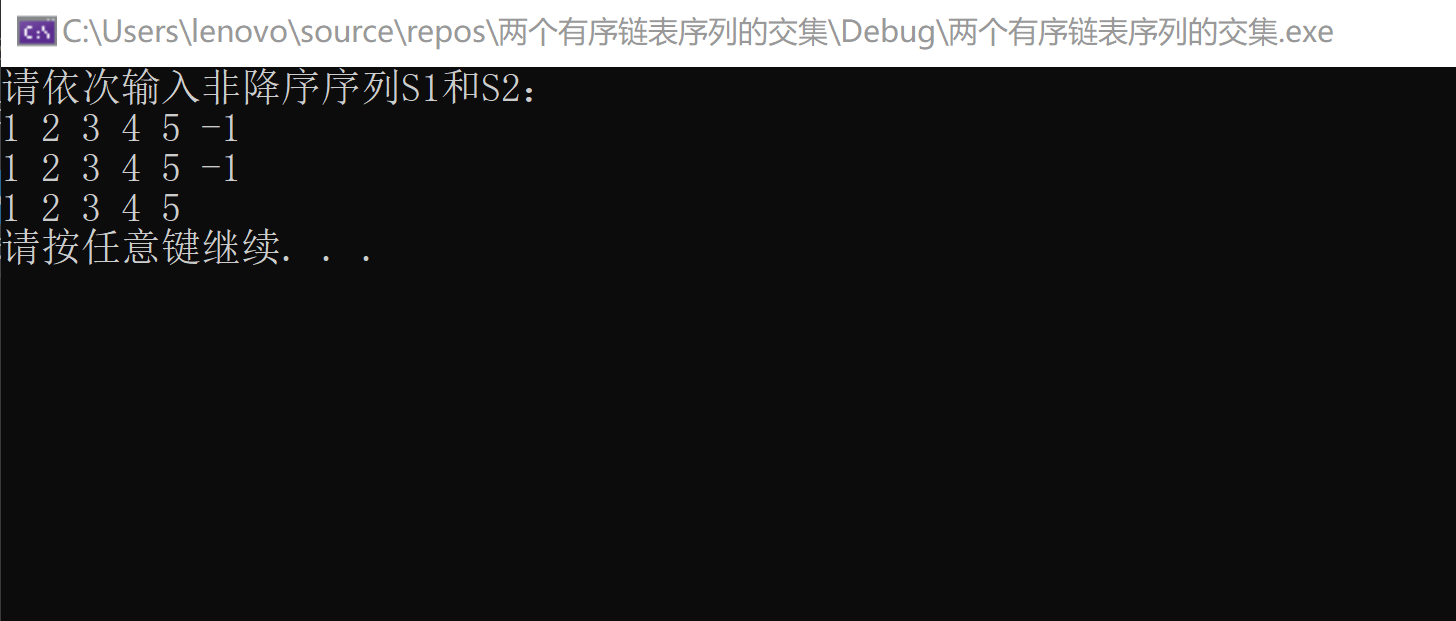 C:\Users\lenovo\source\repos\两个有序链表序列的交集\Debug\两个有序链表序列的交集.exe
请依次输入非降序序列S1和S2：
1 2 3 4 5 -1
1 2 3 4 5 -1
1 2 3 4 5
请按任意键继续. . .